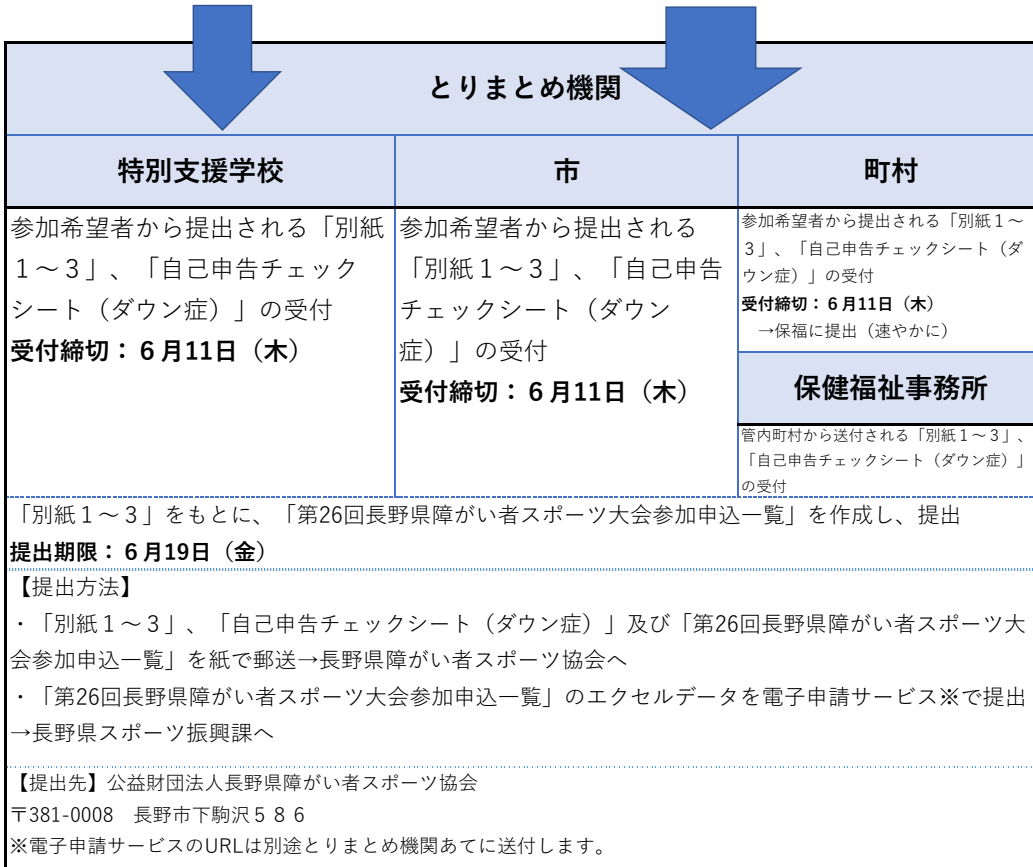 とりまとめ機関
特別支援学校
市
町村
参加希望者から提出される「別紙
１～３」、「自己申告チェック
シート（ダウン症）」の受付
受付締切：６月11日（木）
参加希望者から提出される
「別紙１～３」、「自己申告
チェックシート（ダウン
症）」の受付
受付締切：６月11日（木）
参加希望者から提出される「別紙１～
３」、「自己申告チェックシート（ダ
ウン症）」の受付
受付締切：６月11日（木）
→保福に提出（速やかに）
保健福祉事務所
管内町村から送付される「別紙１～３」、
「自己申告チェックシート（ダウン症）」
の受付
「別紙１～３」をもとに、「第26回長野県障がい者スポーツ大会参加申込一覧」を作成し、提出
提出期限：６月19日（金）
【提出方法】
・「別紙１～３」、「自己申告チェックシート（ダウン症）」及び「第26回長野県障がい者スポーツ大
会参加申込一覧」を紙で郵送→長野県障がい者スポーツ協会へ
・「第26回長野県障がい者スポーツ大会参加申込一覧」のエクセルデータを電子申請サービス※で提出
→長野県スポーツ振興課へ
【提出先】公益財団法人長野県障がい者スポーツ協会
〒381-0008　長野市下駒沢５８６
※電子申請サービスのURLは別途とりまとめ機関あてに送付します。